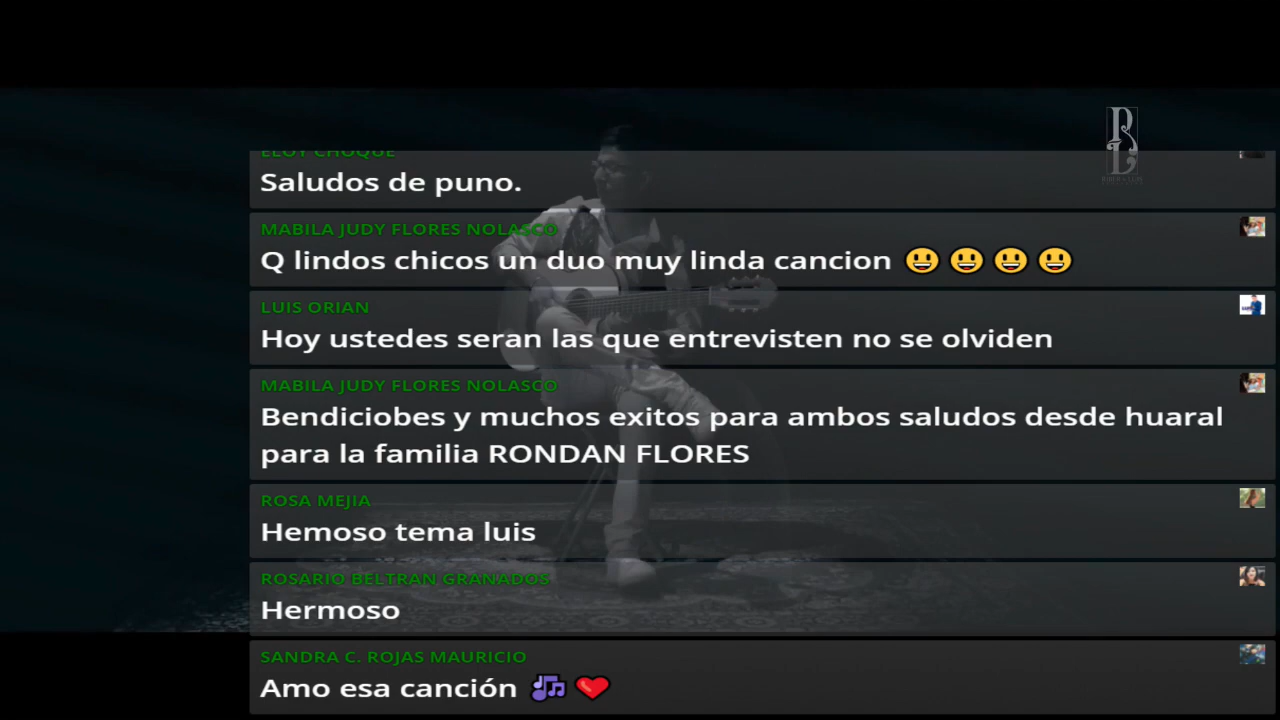 ELOY CHOQUE
Saludos de puno.
MABILA JUDY FLORES NOLASCO
Q lindos chicos un duo muy linda cancion 😃 😃 😃 😃
LUIS ORIAN
Hoy ustedes seran las que entrevisten no se olviden
MABILA JUDY FLORES NOLASCO
Bendiciobes y muchos exitos para ambos saludos desde huaral
para la familia RONDAN FLORES
ROSA MEJIA
Hemoso tema luis
ROSARIO BELTRAN GRANADOS
Hermoso
SANDRA C. ROJAS MAURICIO
Amo esa canción 🎶 ❤️